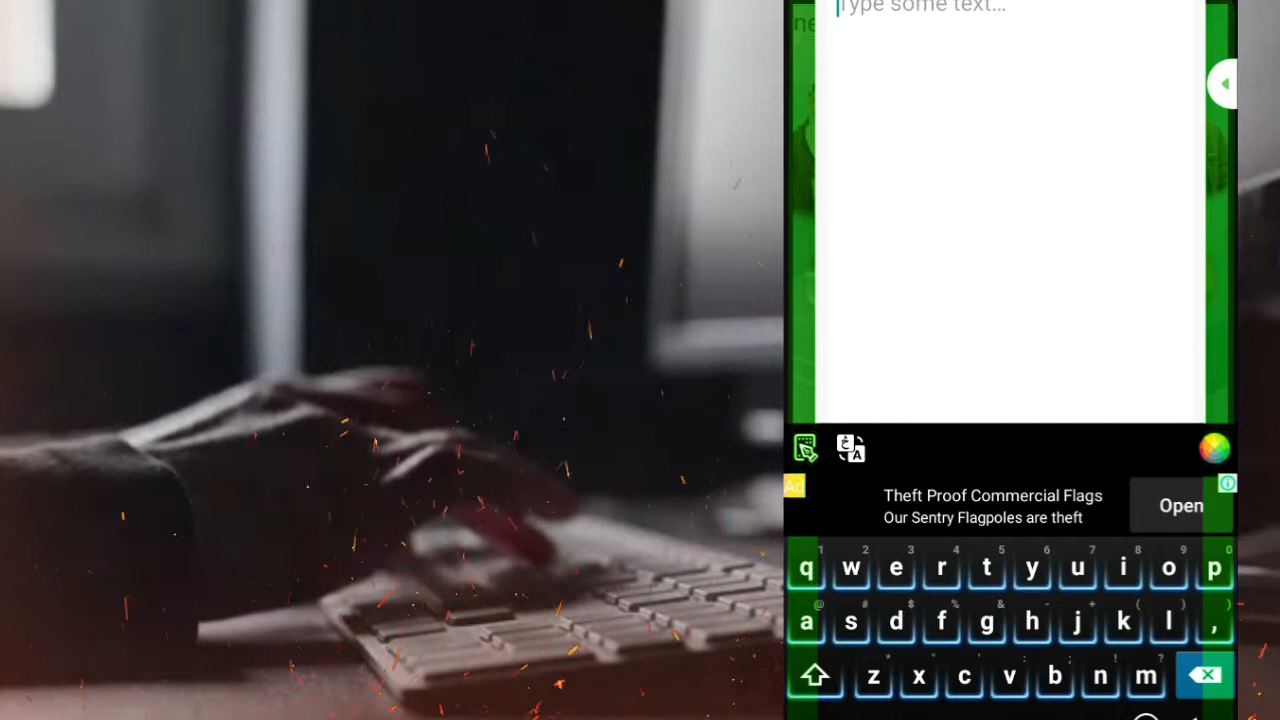 Type some text...
ne
Ad
Theft Proof Commercial Flags
Our Sentry Flagpoles are theft
Open
1 2 3 4 5 6 7 8 9 0
q w e r t y u i o p
@ # $ % & - + ( ) )
a s d f g h j k l ,
* " ' : ; ! ?
z x c v b n m